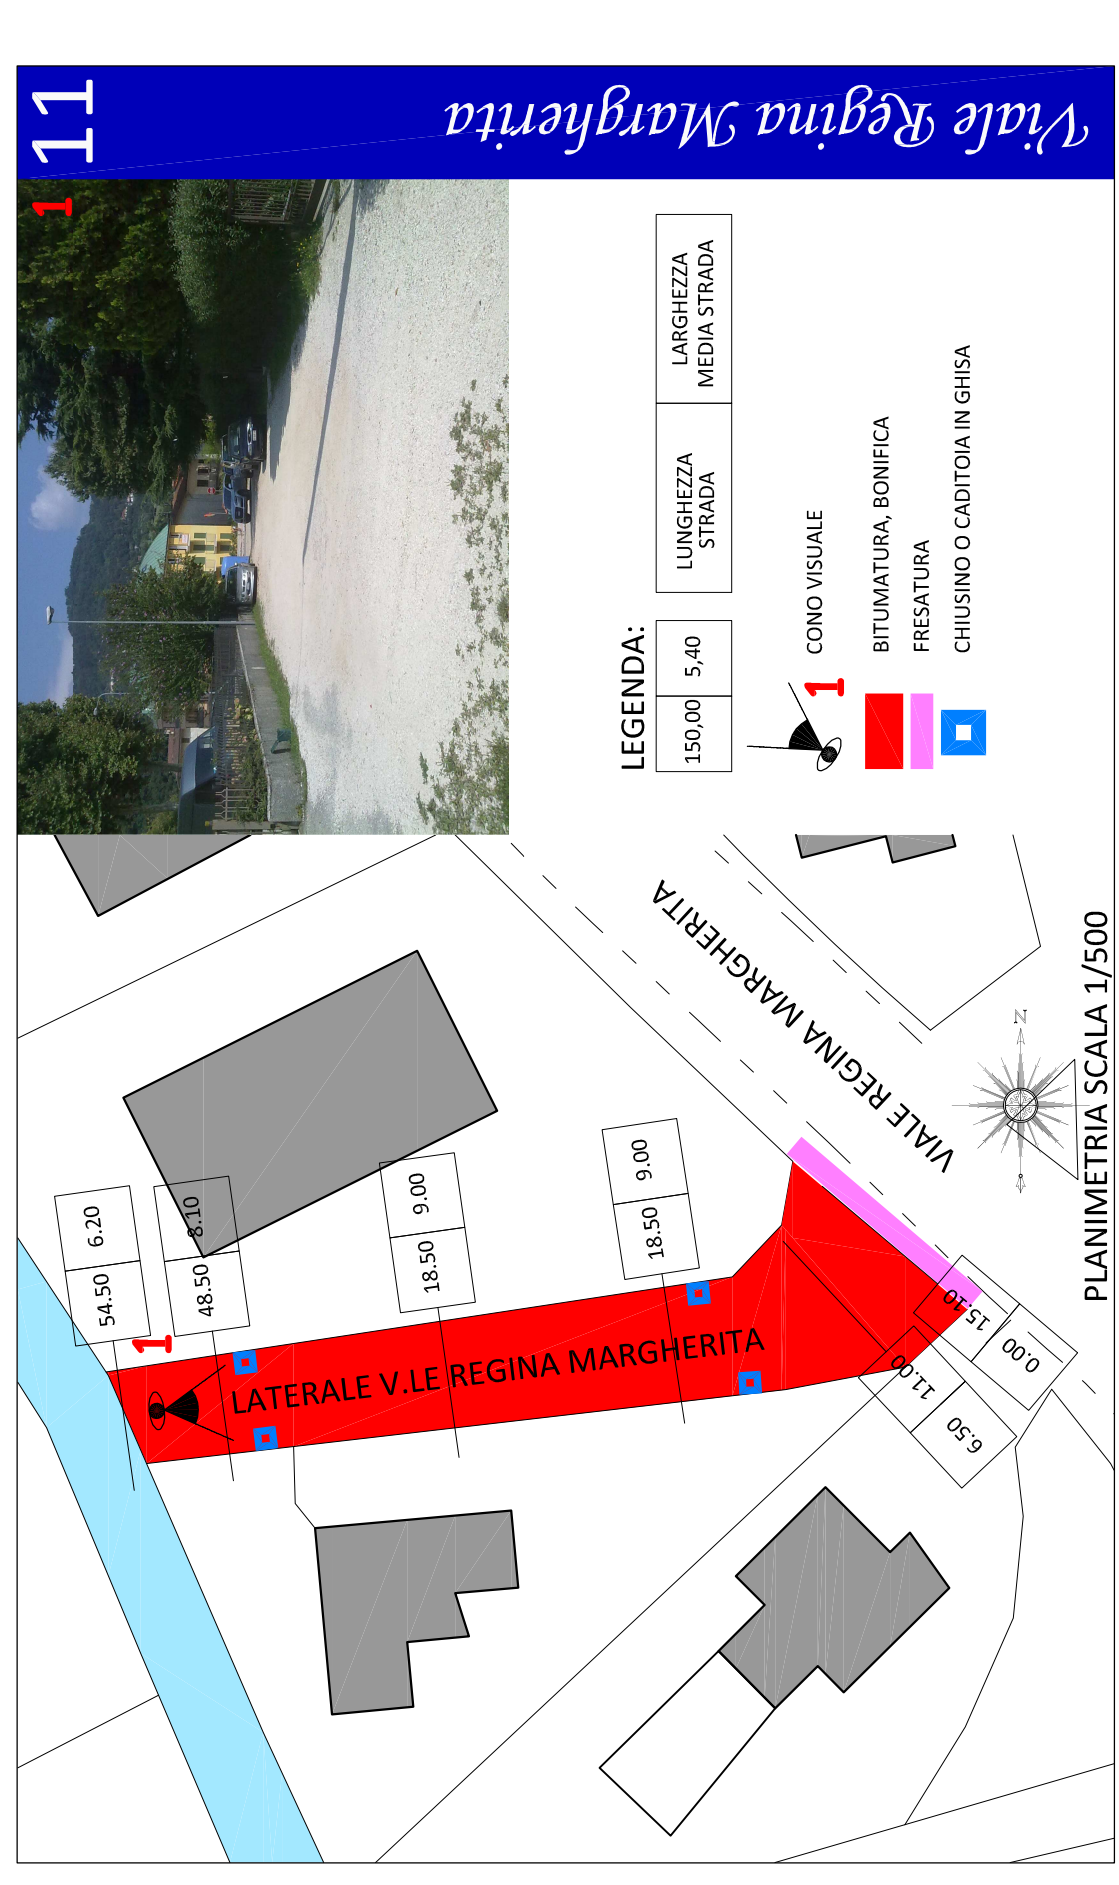 11
Viale Regina Margherita
1
LEGENDA:
150,00
5,40
LUNGHEZZA
STRADA
LARGHEZZA
MEDIA STRADA
1
CONO VISUALE
BITUMATURA, BONIFICA
FRESATURA
CHIUSINO O CADITOIA IN GHISA
54.50
6.20
48.50
8.10
18.50
9.00
18.50
9.00
1
LATERALE V.LE REGINA MARGHERITA
VIALE REGINA MARGHERITA
15.10
0.00
11.00
6.50
N
PLANIMETRIA SCALA 1/500